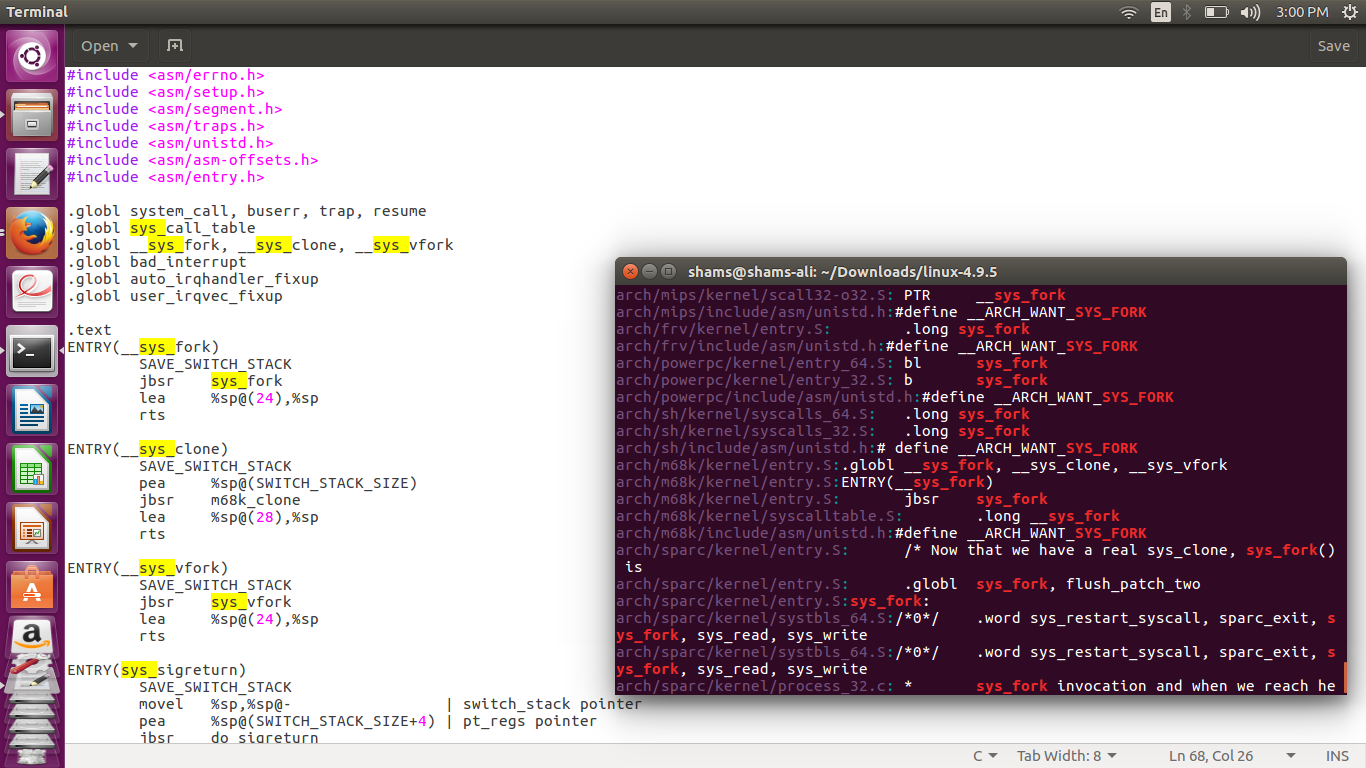 Terminal
En
3:00 PM
Open
Save
#include <asm/errno.h>
#include <asm/setup.h>
#include <asm/segment.h>
#include <asm/traps.h>
#include <asm/unistd.h>
#include <asm/asm-offsets.h>
#include <asm/entry.h>
.globl system_call, buserr, trap, resume
.globl sys_call_table
.globl __sys_fork, __sys_clone, __sys_vfork
.globl bad_interrupt
.globl auto_irqhandler_fixup
.globl user_irqvec_fixup
.text
ENTRY(__sys_fork)
SAVE_SWITCH_STACK
jbsr sys_fork
lea %sp@(24),%sp
rts
ENTRY(__sys_clone)
SAVE_SWITCH_STACK
pea %sp@(SWITCH_STACK_SIZE)
jbsr m68k_clone
lea %sp@(28),%sp
rts
ENTRY(__sys_vfork)
SAVE_SWITCH_STACK
jbsr sys_vfork
lea %sp@(24),%sp
rts
ENTRY(sys_sigreturn)
SAVE_SWITCH_STACK
movel %sp,%sp@- | switch_stack pointer
pea %sp@(SWITCH_STACK_SIZE+4) | pt_regs pointer
jbsr do_sigreturn
shams@shams-ali: ~/Downloads/linux-4.9.5
arch/mips/kernel/scall32-o32.S: PTR __sys_fork
arch/mips/include/asm/unistd.h:#define __ARCH_WANT_SYS_FORK
arch/frv/kernel/entry.S: .long sys_fork
arch/frv/include/asm/unistd.h:#define __ARCH_WANT_SYS_FORK
arch/powerpc/kernel/entry_64.S: bl sys_fork
arch/powerpc/kernel/entry_32.S: b sys_fork
arch/powerpc/include/asm/unistd.h:#define __ARCH_WANT_SYS_FORK
arch/sh/kernel/syscalls_64.S: .long sys_fork
arch/sh/kernel/syscalls_32.S: .long sys_fork
arch/sh/include/asm/unistd.h:# define __ARCH_WANT_SYS_FORK
arch/m68k/kernel/entry.S:.globl __sys_fork, __sys_clone, __sys_vfork
arch/m68k/kernel/entry.S:ENTRY(__sys_fork)
arch/m68k/kernel/entry.S: jbsr sys_fork
arch/m68k/kernel/syscalltable.S: .long __sys_fork
arch/m68k/include/asm/unistd.h:#define __ARCH_WANT_SYS_FORK
arch/sparc/kernel/entry.S: /* Now that we have a real sys_clone, sys_fork()
is
arch/sparc/kernel/entry.S: .globl sys_fork, flush_patch_two
arch/sparc/kernel/entry.S:sys_fork:
arch/sparc/kernel/systbls_64.S:/*0*/ .word sys_restart_syscall, sparc_exit, s
ys_fork, sys_read, sys_write
arch/sparc/kernel/systbls_64.S:/*0*/ .word sys_restart_syscall, sparc_exit, s
ys_fork, sys_read, sys_write
arch/sparc/kernel/process_32.c: * sys_fork invocation and when we reach he
C
Tab Width: 8
Ln 68, Col 26
INS